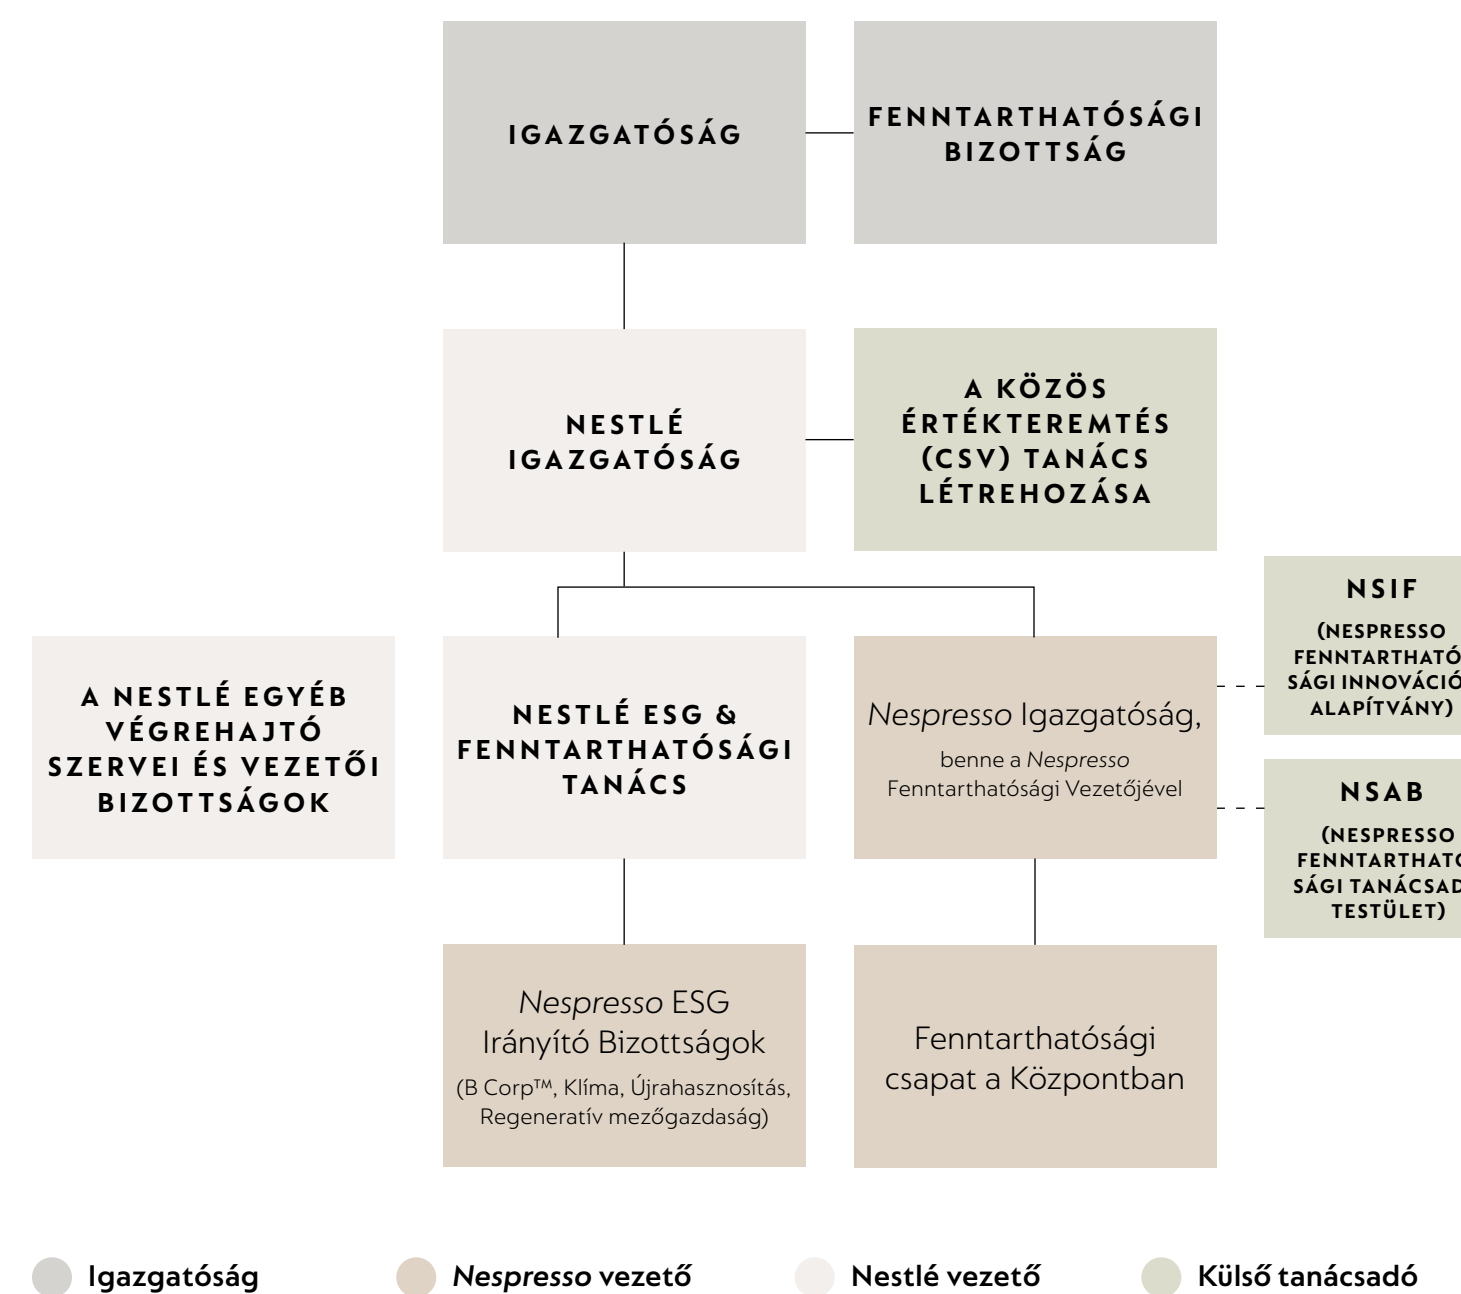 IGAZGATÓSÁG
FENNTARTHATÓSÁGI
BIZOTTSÁG
NESTLÉ
IGAZGATÓSÁG
A KÖZÖS
ÉRTÉKTEREMTÉS
(CSV) TANÁCS
LÉTREHOZÁSA
A NESTLÉ EGYÉB
VÉGREHAJTÓ
SZERVEI ÉS VEZETŐI
BIZOTTSÁGOK
NESTLÉ ESG &
FENNTARTHATÓSÁGI
TANÁCS
Nespresso Igazgatóság,
benne a Nespresso
Fenntarthatósági Vezetőjével
NSIF
(NESPRESSO
FENNTARTHATÓ
SÁGI INNOVÁCIÓ
ALAPÍTVÁNY)
NSAB
(NESPRESSO
FENNTARTHATÓ
SÁGI TANÁCSAD
TESTÜLET)
Nespresso ESG
Irányító Bizottságok
(B Corp™, Klíma, Újrahasznosítás,
Regeneratív mezőgazdaság)
Fenntarthatósági
csapat a Központban
Igazgatóság
Nespresso vezető
Nestlé vezető
Külső tanácsadó